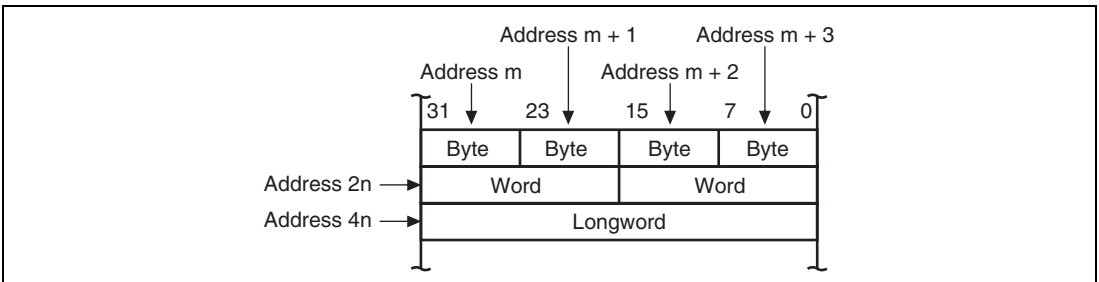 Address m + 1 Address m + 3
Address m Address m + 2
31 23 15 7 0
Byte Byte Byte Byte
Address 2n Word Word
Address 4n Longword